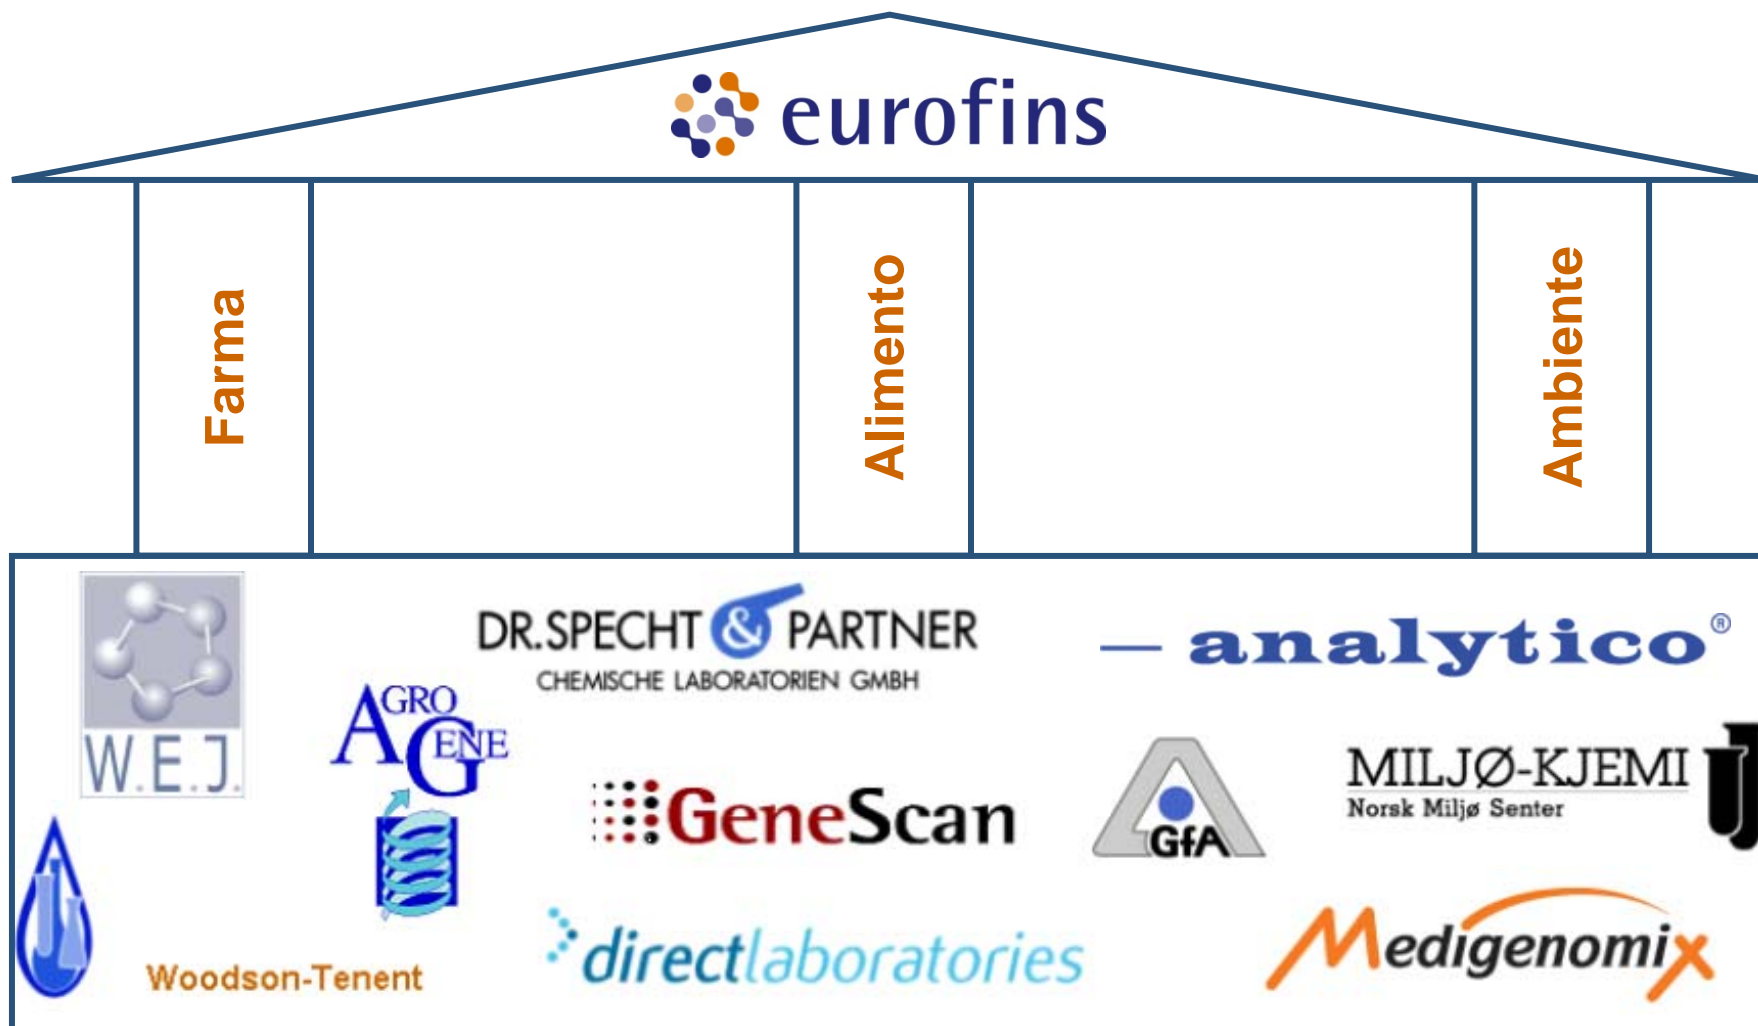 eurofins
Farma
Alimento
Ambiente
W.E.J.
DR.SPECHT & PARTNER
CHEMISCHE LABORATORIEN GMBH
analytico®
AGRO
GENE
GeneScan
GfA
MILJØ-KJEMI
Norsk Miljø Senter
Woodson-Tenent
directlaboratories
Medigenomix